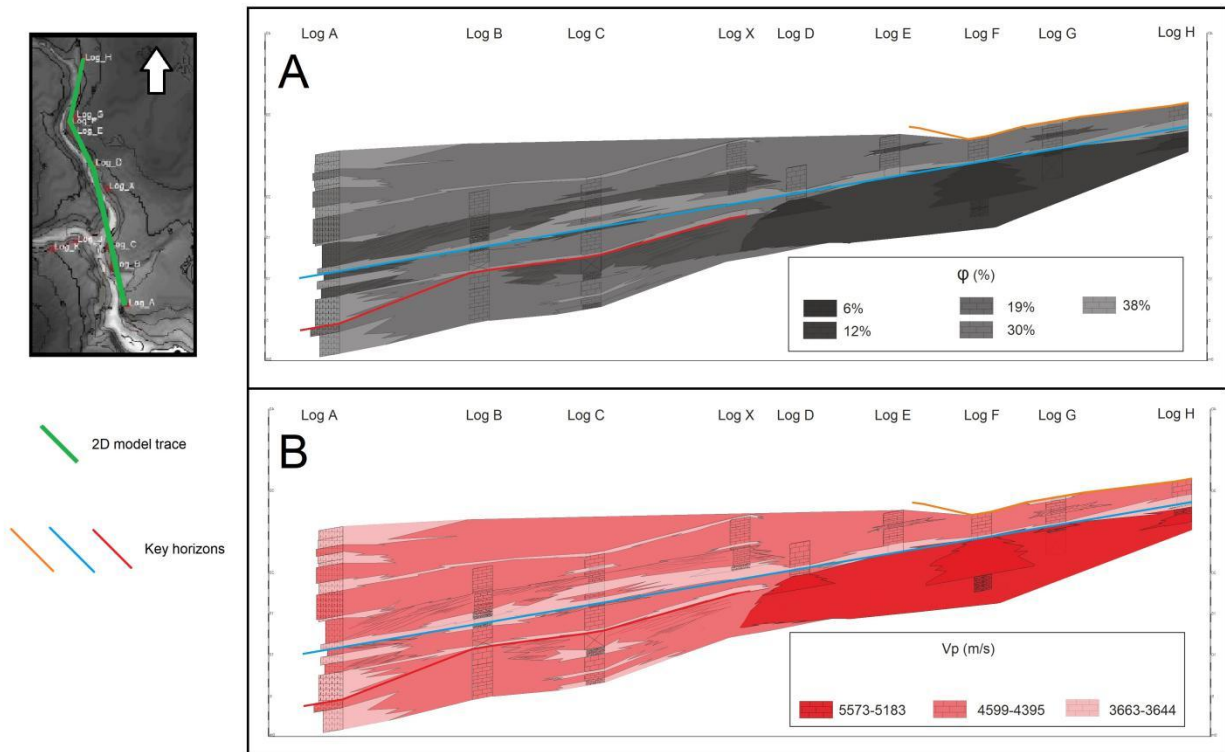 Log_H
Log_G
Log_F
Log_E
Log_D
Log_X
Log_C
Log_B
Log_A
2D model trace
Key horizons
Log A Log B Log C Log X Log D Log E Log F Log G Log H
A
φ (%)
6% 19% 38%
12% 30%
Log A Log B Log C Log X Log D Log E Log F Log G Log H
B
Vp (m/s)
5573-5183 4599-4395 3663-3644